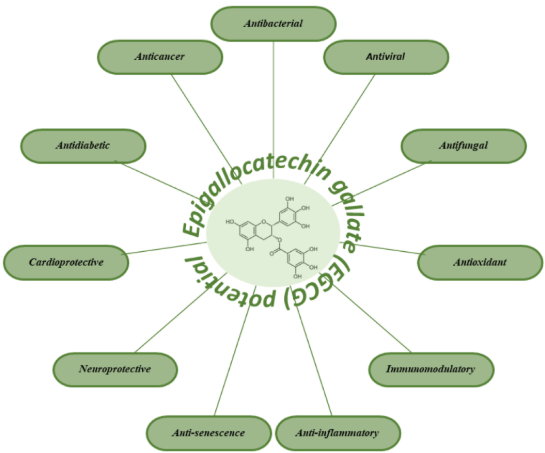 Antibacterial
Anticancer
Antiviral
Antidiabetic
Antifungal
Epigallocatechin gallate (EGCG) potential
OH
OH
HO
O
OH
OH
O
OH
O
OH
OH
OH
Cardioprotective
Antioxidant
Neuroprotective
Immunomodulatory
Anti-senescence
Anti-inflammatory